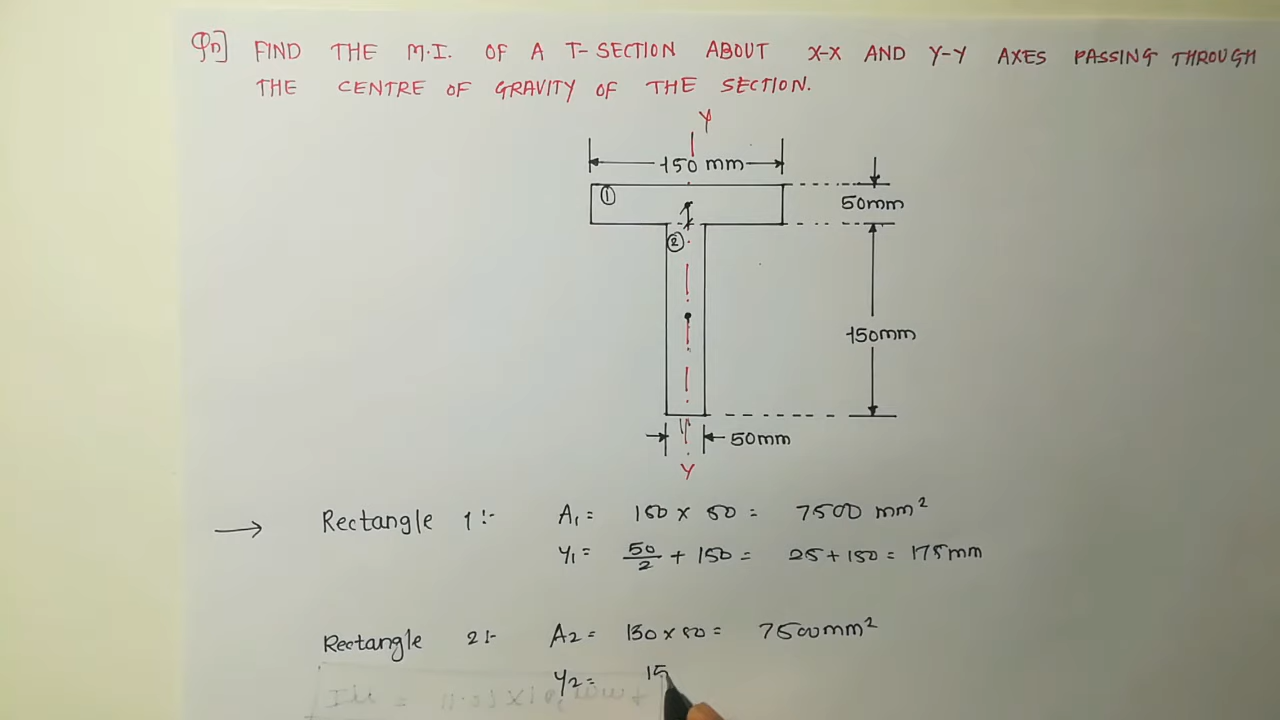 Qn] FIND THE M.I. OF A T-SECTION ABOUT X-X AND Y-Y AXES PASSING THROUGH
THE CENTRE OF GRAVITY OF THE SECTION.
Y
150 mm
①
50mm
②
150mm
50mm
Y
→ Rectangle 1:- A1 = 150 x 50 = 7500 mm²
Y1 = 50/2 + 150 = 25 + 150 = 175mm
Rectangle 2:- A2 = 150 x 50 = 7500mm²
Y2 = 15